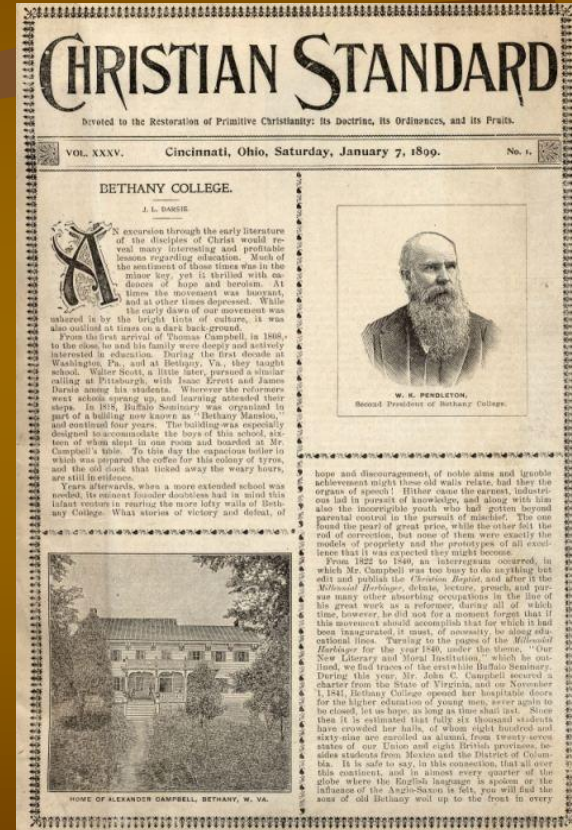 CHRISTIAN STANDARD
Devoted to the Restoration of Primitive Christianity: its Doctrine, its Ordinances, and its Fruits.
VOL. XXXV. Cincinnati, Ohio, Saturday, January 7, 1899. No. 1.
BETHANY COLLEGE.
J. L. DARSIE.
AN excursion through the early literature
of the disciples of Christ would re-
veal many interesting and profitable
lessons regarding education. Much of
the sentiment of those times was in the
minor key, yet it thrilled with ca-
dences of hope and heroism. At
times the movement was buoyant,
and at other times depressed. While
the early dawn of our movement was
ushered in by the bright tints of culture, it was
also outlined at times on a dark back-ground.
From the first arrival of Thomas Campbell, in 1808,
to the close, he and his family were deeply and actively
interested in education. During the first decade at
Washington, Pa., and at Bethany, Va., they taught
school. Walter Scott, a little later, pursued a similar
calling at Pittsburgh, with Isaac Errett and James
Darsie among his students. Wherever the reformers
went schools sprang up, and learning attended their
steps. In 1818, Buffalo Seminary was organized in
part of a building now known as "Bethany Mansion,"
and continued four years. The building was especially
designed to accommodate the boys of this school, six-
teen of whom slept in one room and boarded at Mr.
Campbell's table. To this day the capacious boiler in
which was prepared the coffee for this colony of tyros,
and the old clock that ticked away the weary hours,
are still in evidence.
Years afterwards, when a more extended school was
needed, its eminent founder doubtless had in mind this
infant venture in rearing the more lofty walls of Beth-
any College. What stories of victory and defeat, of
HOME OF ALEXANDER CAMPBELL, BETHANY, W. VA.
W. K. PENDLETON,
Second President of Bethany College.
hope and discouragement, of noble aims and ignoble
achievement might these old walls relate, had they the
organs of speech! Hither came the earnest, industri-
ous lad in pursuit of knowledge, and along with him
also the incorrigible youth who had gotten beyond
parental control in the pursuit of mischief. The one
found the pearl of great price, while the other felt the
rod of correction, but none of them were exactly the
models of propriety and the prototypes of all excel-
lence that it was expected they might become.
From 1822 to 1840, an interregnum occurred, in
which Mr. Campbell was too busy to do anything but
edit and publish the Christian Baptist, and after it the
Millennial Harbinger, debate, lecture, preach, and pur-
sue many other absorbing occupations in the line of
his great work as a reformer, during all of which
time, however, he did not for a moment forget that if
this movement should accomplish that for which it had
been inaugurated, it must, of necessity, be along edu-
cational lines. Turning to the pages of the Millennial
Harbinger for the year 1840, under the theme, "Our
New Literary and Moral Institution," which he out-
lined, we find traces of the erstwhile Buffalo Seminary.
During this year, Mr. John C. Campbell secured a
charter from the State of Virginia, and on November
1, 1841, Bethany College opened her hospitable doors
for the higher education of young men, never again to
be closed, let us hope, as long as time shall last. Since
then it is estimated that fully six thousand students
have crowded her halls, of whom eight hundred and
sixty-nine are enrolled as alumni, from twenty-seven
states of our Union and eight British provinces, be-
sides students from Mexico and the District of Colum-
bia. It is safe to say, in this connection, that all over
this continent, and in almost every quarter of the
globe where the English language is spoken or the
influence of the Anglo-Saxon is felt, you will find the
sons of old Bethany well up to the front in every